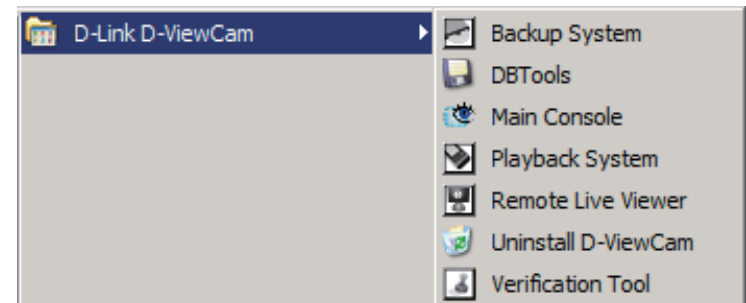 D-Link D-ViewCam
Backup System
DBTools
Main Console
Playback System
Remote Live Viewer
Uninstall D-ViewCam
Verification Tool